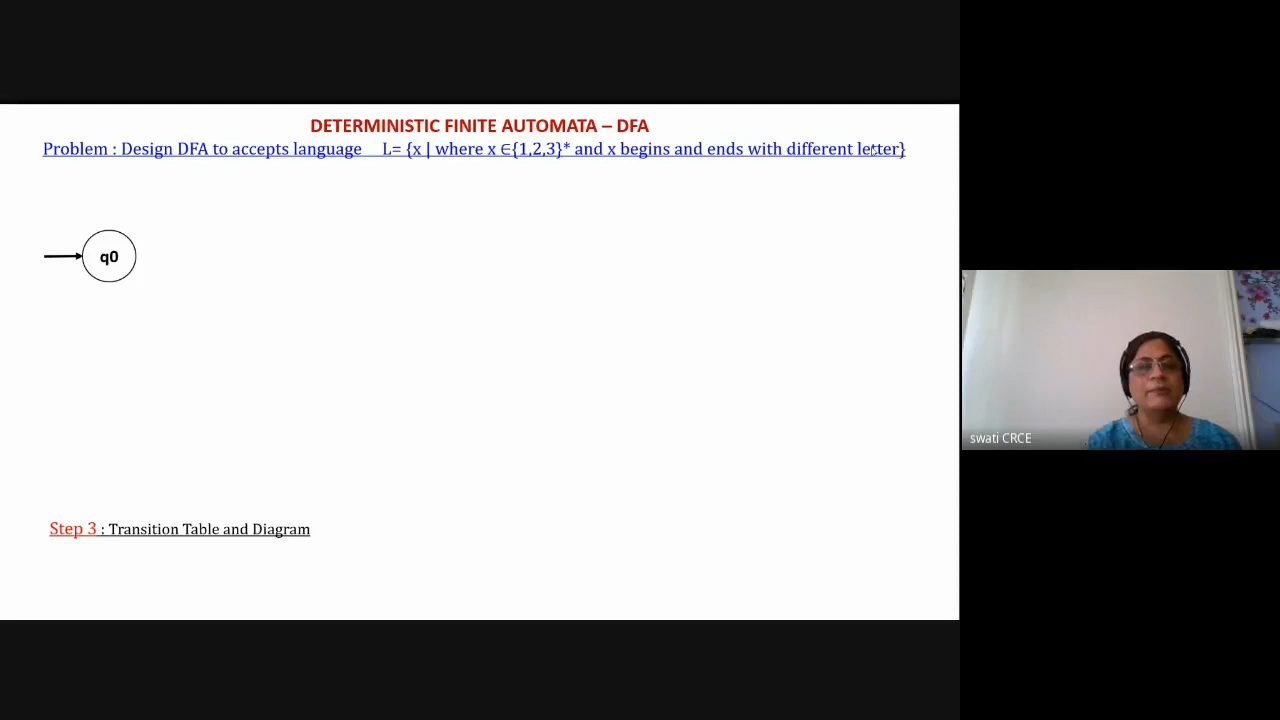 DETERMINISTIC FINITE AUTOMATA – DFA
Problem : Design DFA to accepts language L= {x | where x ∈{1,2,3}* and x begins and ends with different letter}
q0
swati CRCE
Step 3 : Transition Table and Diagram